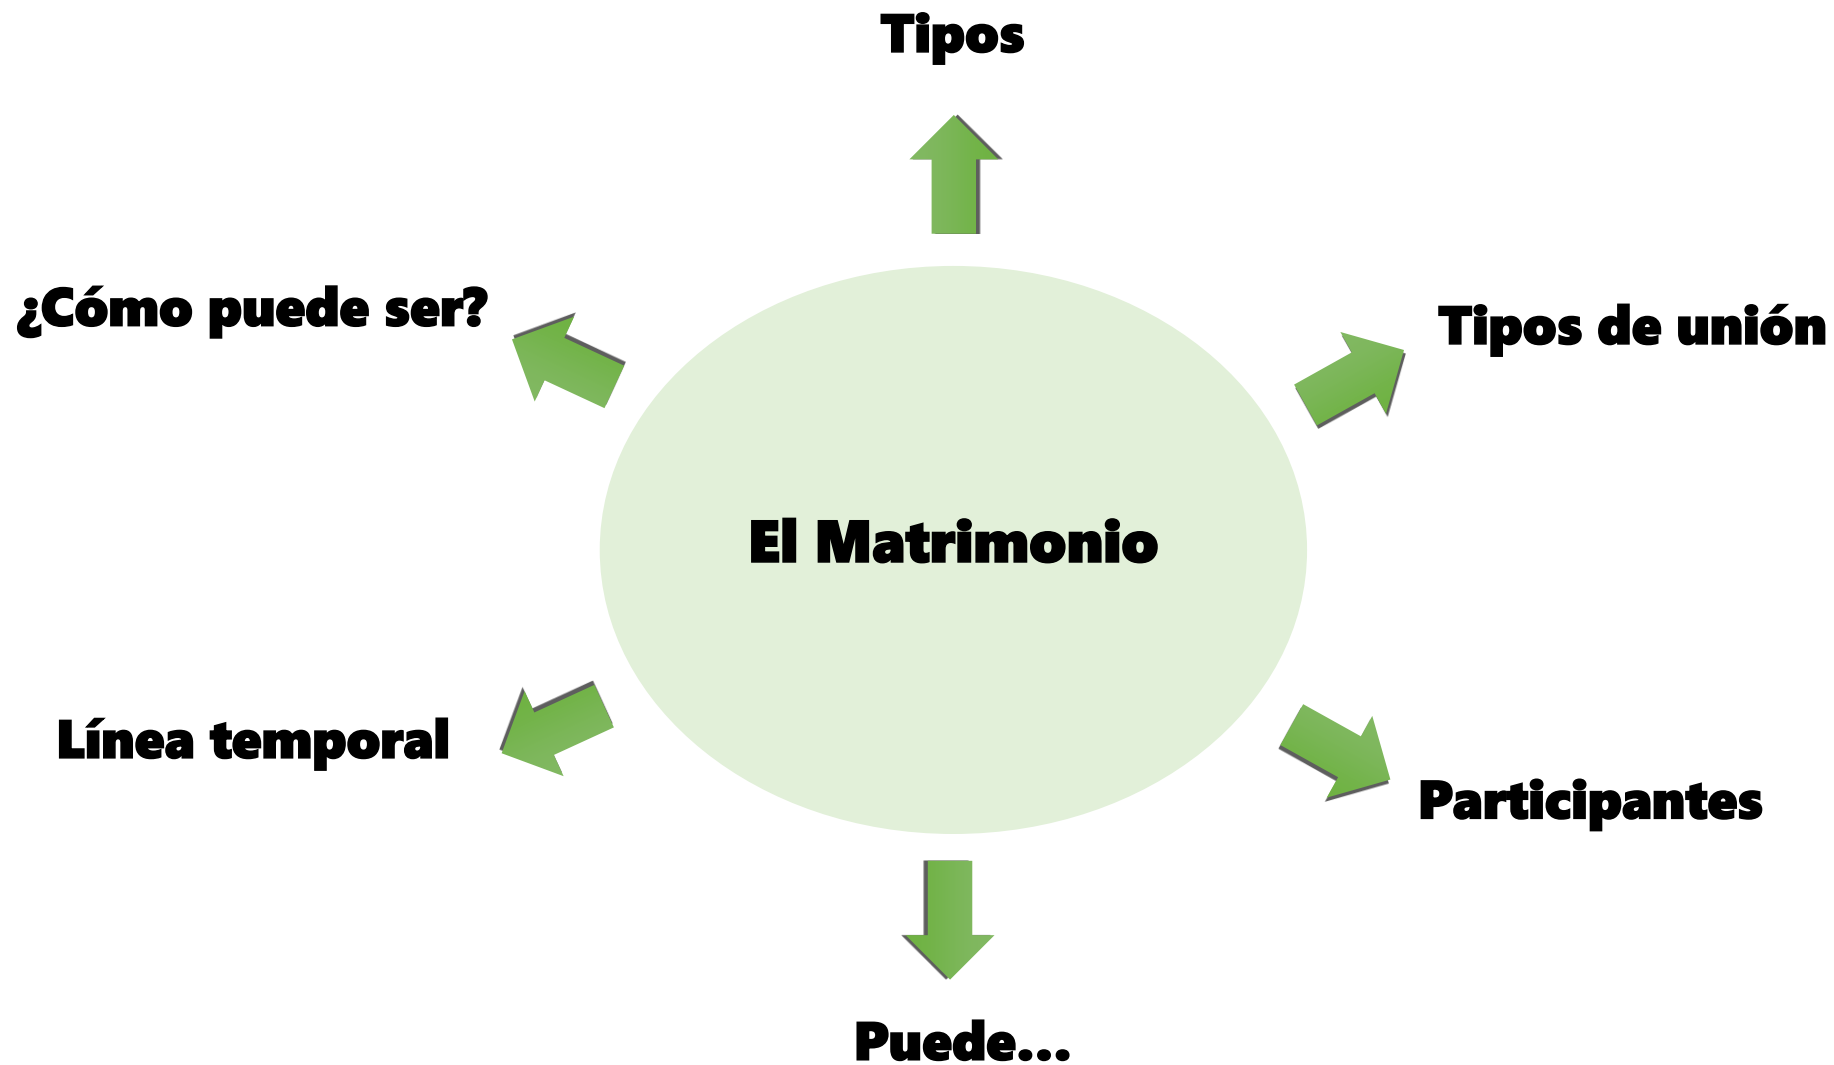 Tipos
¿Cómo puede ser?
Tipos de unión
El Matrimonio
Línea temporal
Participantes
Puede...